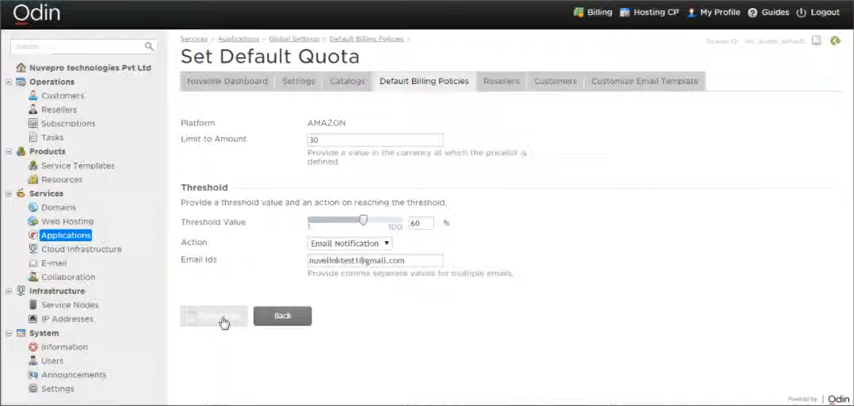 Odin
Billing
Hosting CP
My Profile
Guides
Logout
Search
Services > Applications > Global Settings > Default Billing Policies >
Set Default Quota
Nuvepro technologies Pvt Ltd
Operations
Customers
Resellers
Subscriptions
Tasks
Products
Service Templates
Resources
Services
Domains
Web Hosting
Applications
Cloud Infrastructure
E-mail
Collaboration
Infrastructure
Service Nodes
IP Addresses
System
Information
Users
Announcements
Settings
Nuvelink Dashboard
Settings
Catalogs
Default Billing Policies
Resellers
Customers
Customize Email Template
Platform AMAZON
Limit to Amount 30
Provide a value in the currency at which the pricelist is
defined.
Threshold
Provide a threshold value and an action on reaching the threshold.
Threshold Value 60 %
1 100
Action Email Notification
Email Ids nuvelinktest1@gmail.com
Provide comma seperate values for multiple emails.
Back
Powered by Odin